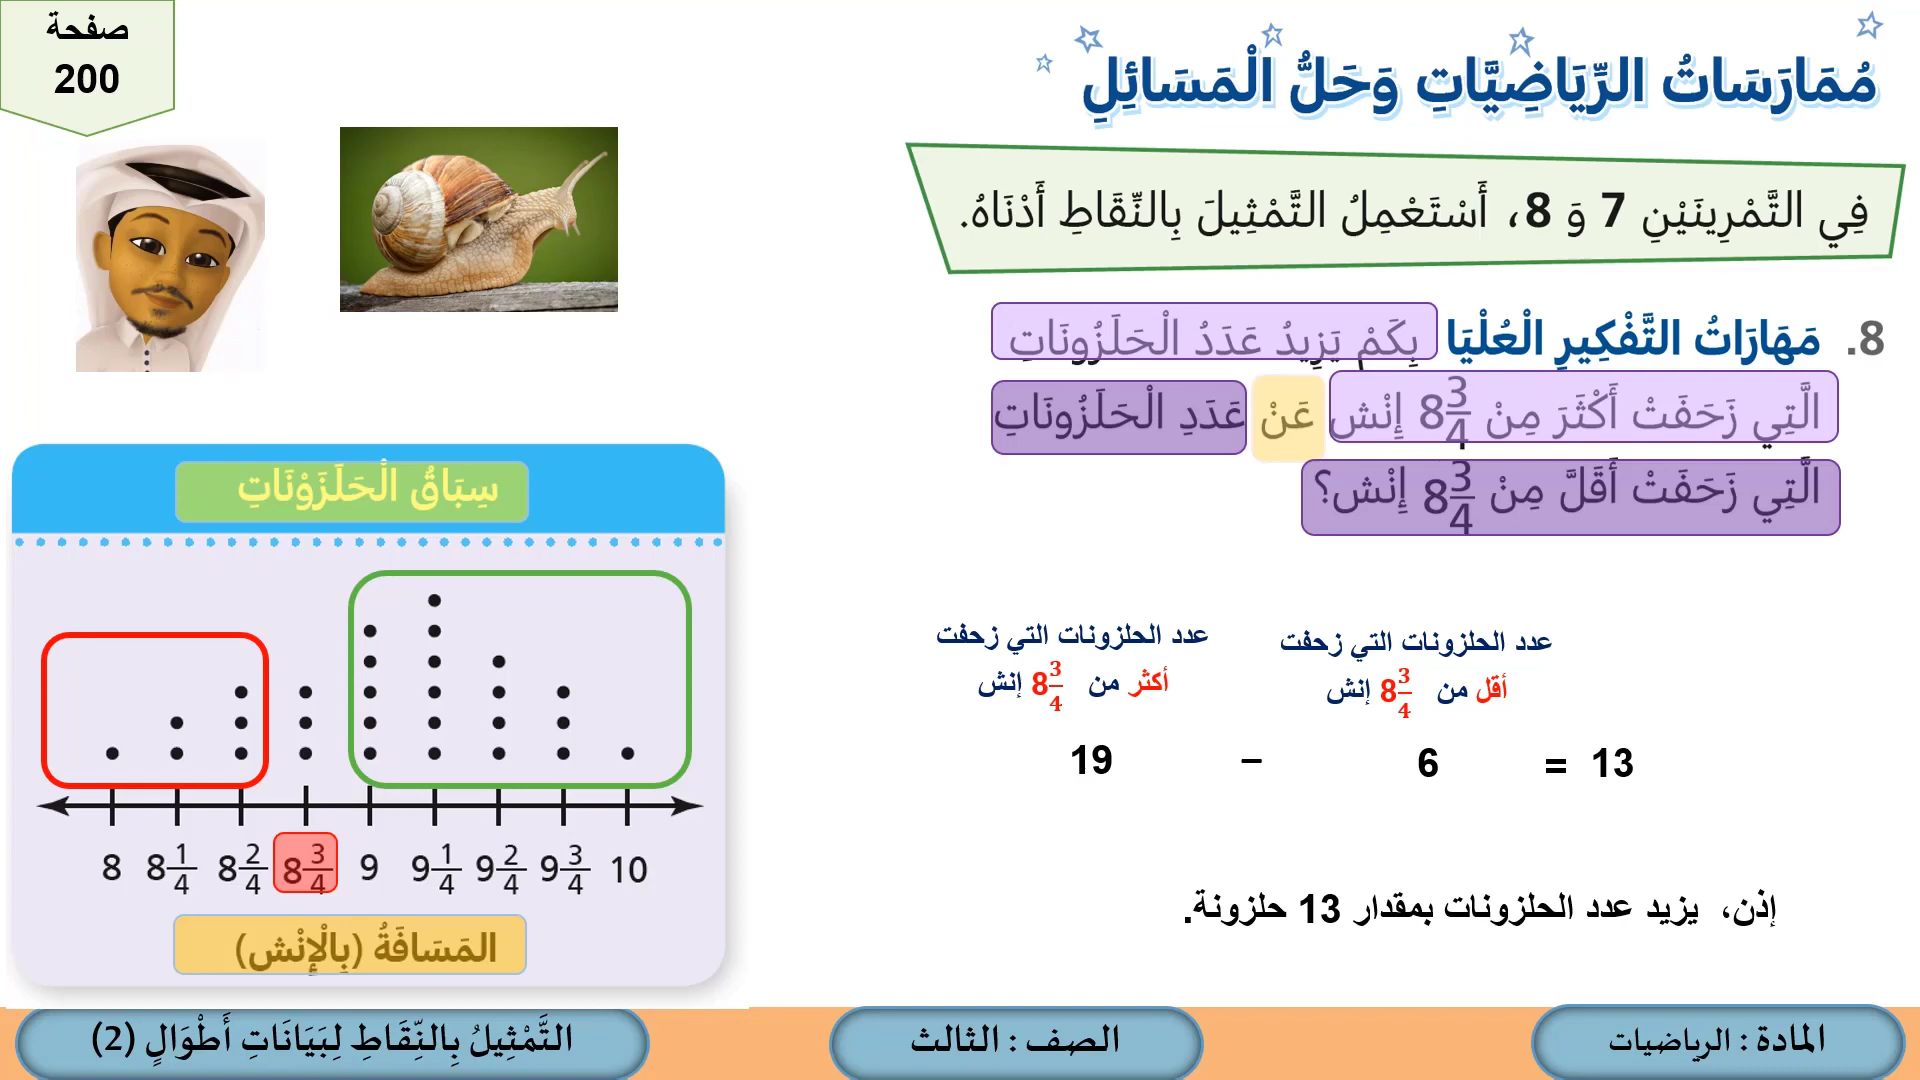 صفحة
200
مُمَارَسَاتُ الرِّيَاضِيَّاتِ وَحَلُّ الْمَسَائِلِ
فِي التَّمْرِينَيْنِ 7 وَ 8، أَسْتَعْمِلُ التَّمْثِيلَ بِالنِّقَاطِ أَدْنَاهُ.
8. مَهَارَاتُ التَّفْكِيرِ الْعُلْيَا بِكَمْ يَزِيدُ عَدَدُ الْحَلَزُونَاتِ
الَّتِي زَحَفَتْ أَكْثَرَ مِنْ 8 3/4 إِنْش عَنْ عَدَدِ الْحَلَزُونَاتِ
الَّتِي زَحَفَتْ أَقَلَّ مِنْ 8 3/4 إِنْش؟
سِبَاقُ الْحَلَزَوْنَاتِ
8 8 1/4 8 2/4 8 3/4 9 9 1/4 9 2/4 9 3/4 10
المَسَافَةُ (بِالْإِنْش)
عدد الحلزونات التي زحفت
أقل من 8 3/4 إنش
عدد الحلزونات التي زحفت
أكثر من 8 3/4 إنش
19 – 6 = 13
إذن، يزيد عدد الحلزونات بمقدار 13 حلزونة.
المادة : الرياضيات
الصف : الثالث
التَّمْثِيلُ بِالنِّقَاطِ لِبَيَانَاتِ أَطْوَالٍ (2)